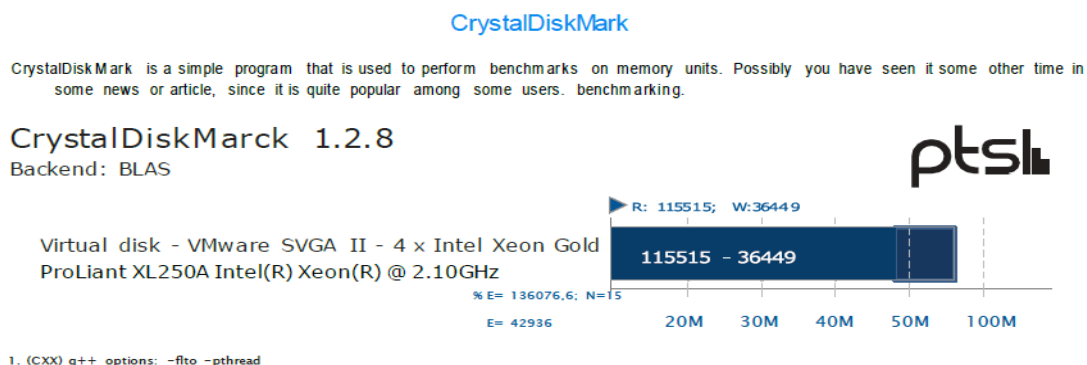 CrystalDiskMark
CrystalDiskMark is a simple program that is used to perform benchmarks on memory units. Possibly you have seen it some other time in
some news or article, since it is quite popular among some users. benchmarking.
CrystalDiskMarck 1.2.8
Backend: BLAS
ptsl
R: 115515; W:36449
Virtual disk - VMware SVGA II - 4 x Intel Xeon Gold
115515 - 36449
ProLiant XL250A Intel(R) Xeon(R) @ 2.10GHz
% E= 136076,6; N=15
E= 42936
20M 30M 40M 50M 100M
1. (CXX) g++ options: -flto -pthread